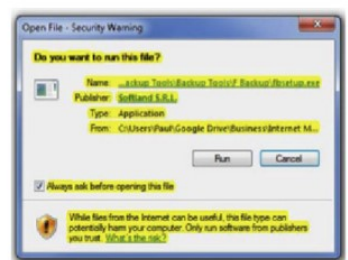 Open File - Security Warning
Do you want to run this file?
Name: ...ackup Tools\Backup Tools\F Backup\fbsetup.exe
Publisher: Softland S.R.L.
Type: Application
From: C:\Users\Paul\Google Drive\Business\Internet M...
Run Cancel
Always ask before opening this file
While files from the Internet can be useful, this file type can
potentially harm your computer. Only run software from publishers
you trust. What's the risk?